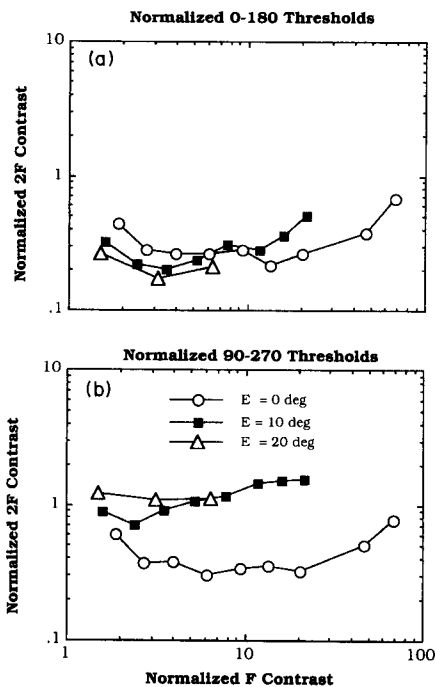 Normalized 0-180 Thresholds
10
(a)
1
.1
Normalized 2F Contrast
Normalized 90-270 Thresholds
10
(b)
E = 0 deg
E = 10 deg
E = 20 deg
1
.1
Normalized 2F Contrast
1 10 100
Normalized F Contrast